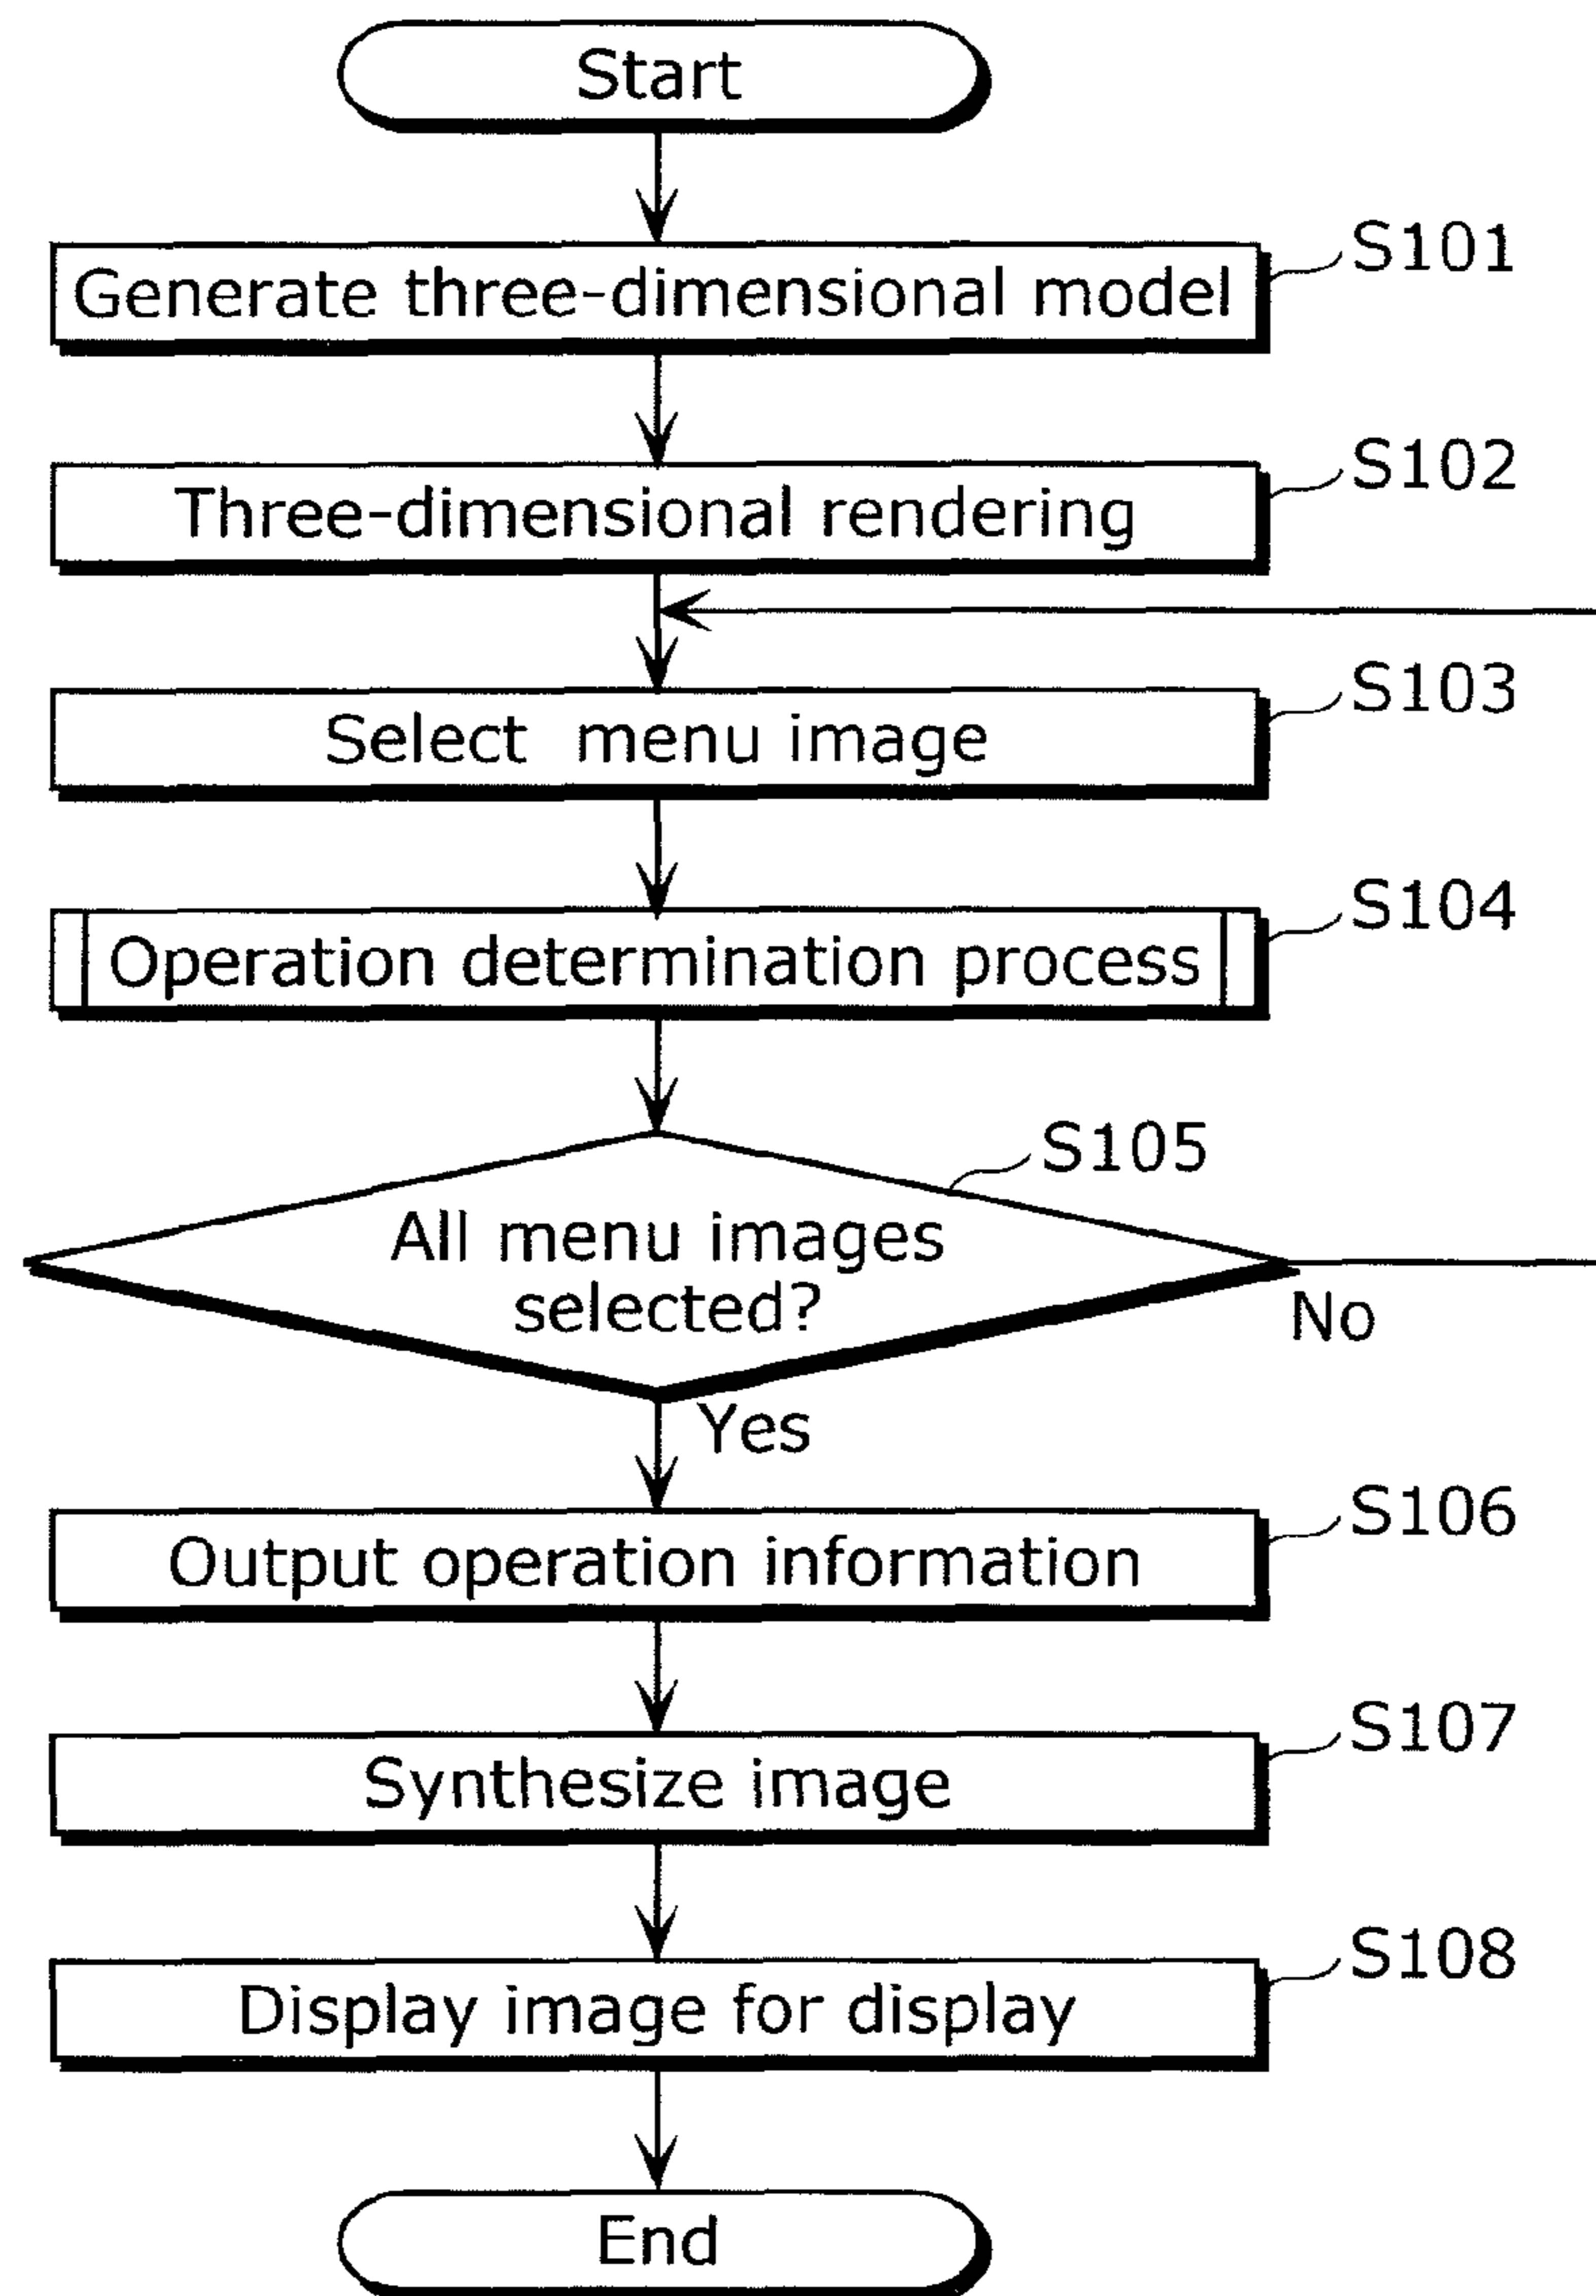 Start
Generate three-dimensional model
S101
Three-dimensional rendering
S102
Select menu image
S103
Operation determination process
S104
S105
All menu images
selected?
No
Yes
Output operation information
S106
Synthesize image
S107
Display image for display
S108
End